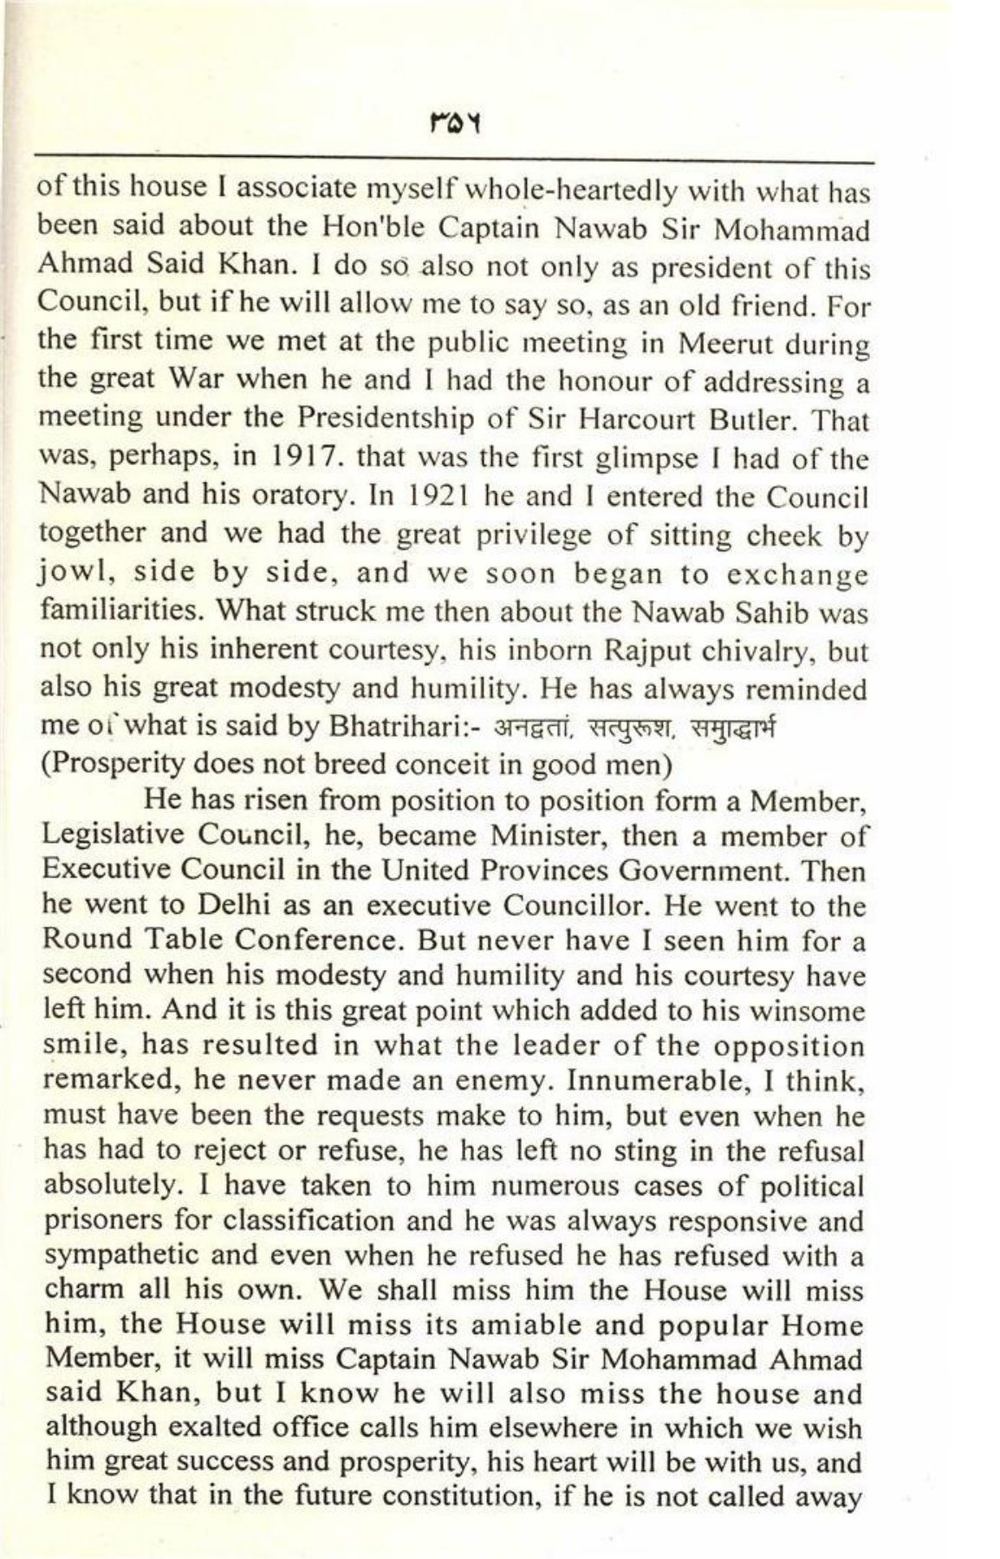 ۳۵۶
of this house I associate myself whole-heartedly with what has
been said about the Hon'ble Captain Nawab Sir Mohammad
Ahmad Said Khan. I do so also not only as president of this
Council, but if he will allow me to say so, as an old friend. For
the first time we met at the public meeting in Meerut during
the great War when he and I had the honour of addressing a
meeting under the Presidentship of Sir Harcourt Butler. That
was, perhaps, in 1917. that was the first glimpse I had of the
Nawab and his oratory. In 1921 he and I entered the Council
together and we had the great privilege of sitting cheek by
jowl, side by side, and we soon began to exchange
familiarities. What struck me then about the Nawab Sahib was
not only his inherent courtesy, his inborn Rajput chivalry, but
also his great modesty and humility. He has always reminded
me of what is said by Bhatrihari:- अनद्वतां, सत्पुरूश, समुाद्धार्भ
(Prosperity does not breed conceit in good men)
He has risen from position to position form a Member,
Legislative Council, he, became Minister, then a member of
Executive Council in the United Provinces Government. Then
he went to Delhi as an executive Councillor. He went to the
Round Table Conference. But never have I seen him for a
second when his modesty and humility and his courtesy have
left him. And it is this great point which added to his winsome
smile, has resulted in what the leader of the opposition
remarked, he never made an enemy. Innumerable, I think,
must have been the requests make to him, but even when he
has had to reject or refuse, he has left no sting in the refusal
absolutely. I have taken to him numerous cases of political
prisoners for classification and he was always responsive and
sympathetic and even when he refused he has refused with a
charm all his own. We shall miss him the House will miss
him, the House will miss its amiable and popular Home
Member, it will miss Captain Nawab Sir Mohammad Ahmad
said Khan, but I know he will also miss the house and
although exalted office calls him elsewhere in which we wish
him great success and prosperity, his heart will be with us, and
I know that in the future constitution, if he is not called away